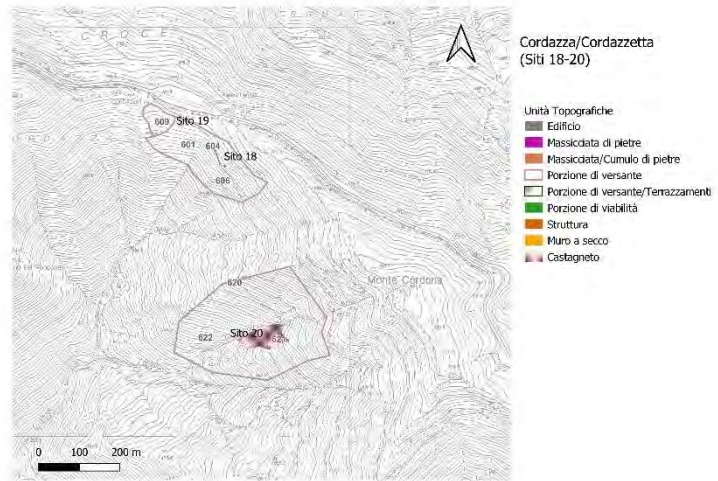 Cordazza/Cordazzetta
(Siti 18-20)
Unità Topografiche
Edificio
Massicciata di pietre
Massicciata/Cumulo di pietre
Porzione di versante
Porzione di versante/Terrazzamenti
Porzione di viabilità
Struttura
Muro a secco
Castagneto
CROCE
609
Sito 19
601
604
Sito 18
606
620
Monte Cordona
Sito 20
622
0 100 200 m